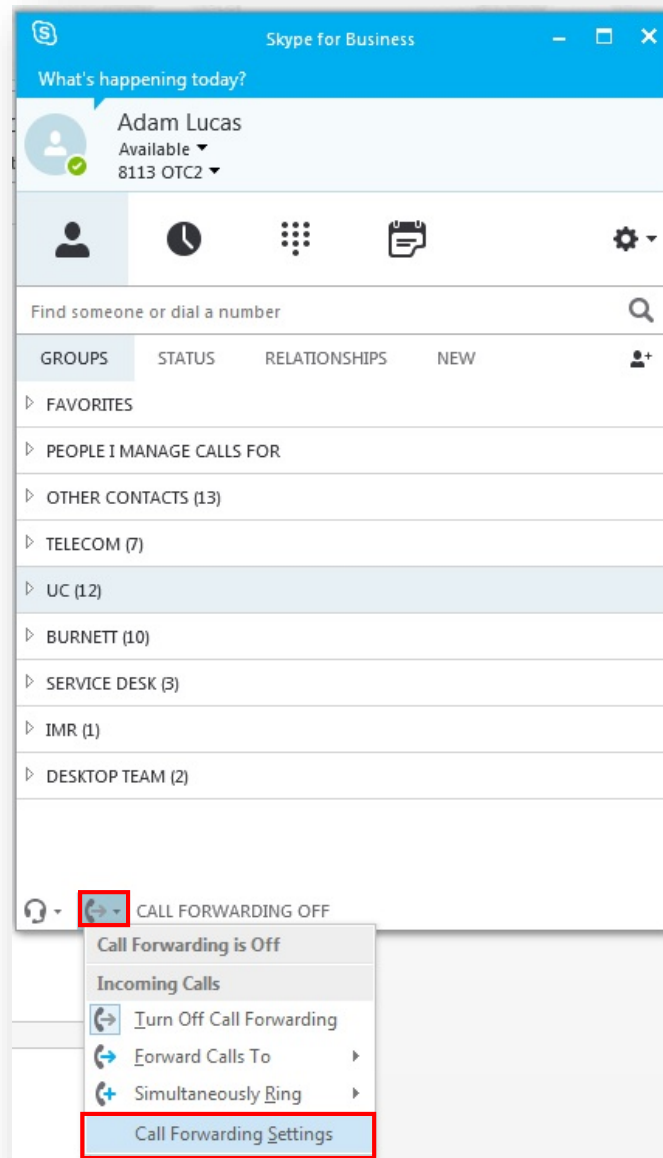 Skype for Business
What's happening today?
Adam Lucas
Available
8113 OTC2
Find someone or dial a number
GROUPS STATUS RELATIONSHIPS NEW
FAVORITES
PEOPLE I MANAGE CALLS FOR
OTHER CONTACTS (13)
TELECOM (7)
UC (12)
BURNETT (10)
SERVICE DESK (3)
IMR (1)
DESKTOP TEAM (2)
CALL FORWARDING OFF
Call Forwarding is Off
Incoming Calls
Turn Off Call Forwarding
Forward Calls To
Simultaneously Ring
Call Forwarding Settings